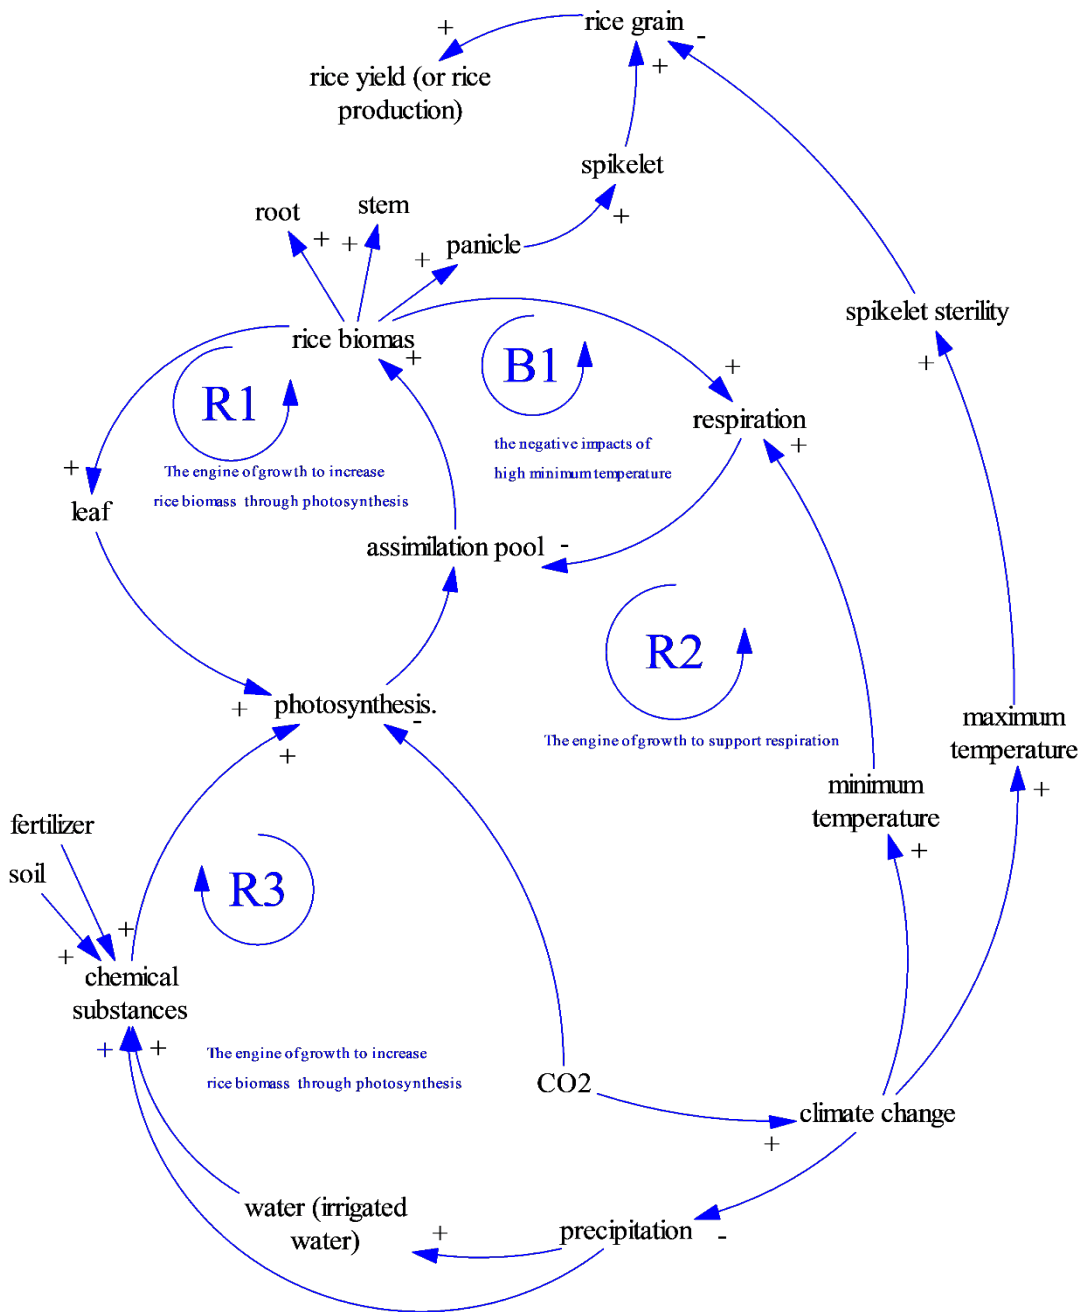 rice grain
+
-
rice yield (or rice
production)
+
spikelet
root
stem
+
+
+
panicle
+
spikelet sterility
rice biomas
+
+
B1
R1
+
respiration
+
the negative impacts of
high minimum temperature
The engine of growth to increase
rice biomass through photosynthesis
+
leaf
assimilation pool
-
R2
photosynthesis.
+
-
maximum
temperature
The engine of growth to support respiration
+
minimum
temperature
+
+
fertilizer
soil
R3
+
+
chemical
substances
+
+
The engine of growth to increase
rice biomass through photosynthesis
CO2
climate change
+
water (irrigated
water)
+
precipitation
-